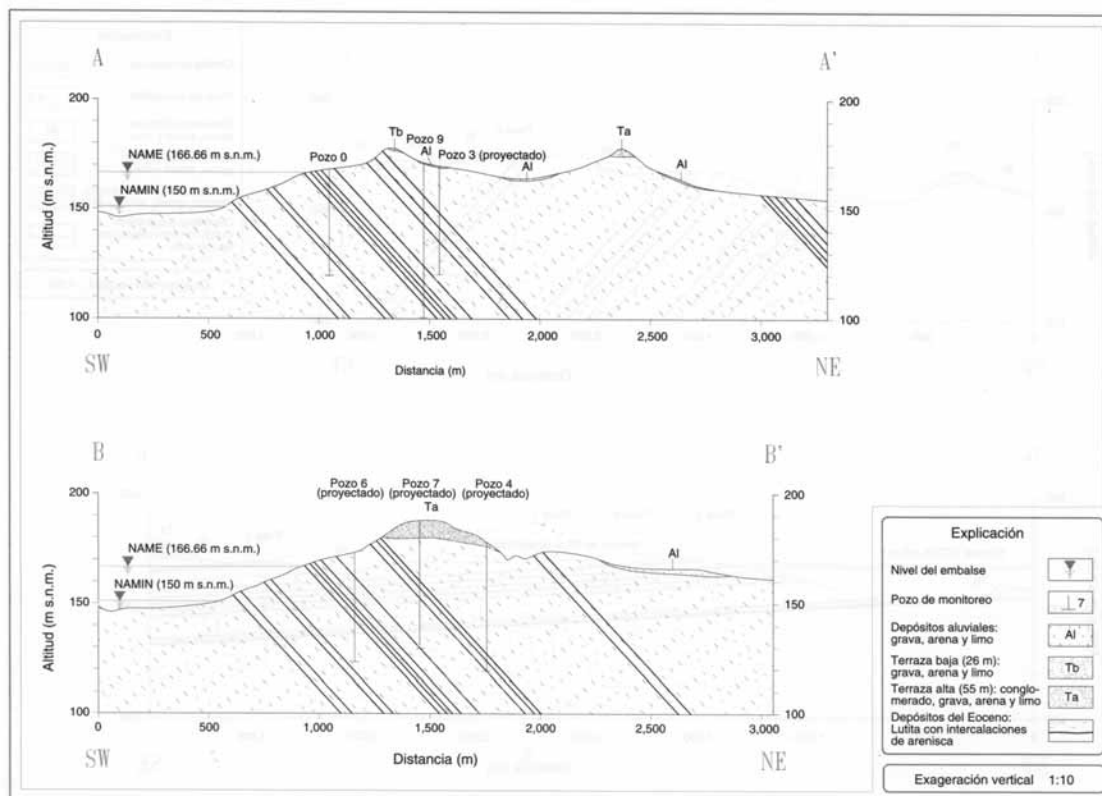 A
A'
200
200
Tb
Pozo 9
Ta
Al
Pozo 0
Pozo 3 (proyectado)
NAME (166.66 m s.n.m.)
Al
Al
NAMIN (150 m s.n.m.)
150
150
Altitud (m s.n.m.)
100
100
0
500
1,000
1,500
2,000
2,500
3,000
SW
Distancia (m)
NE
B
B'
Pozo 6
(proyectado)
Pozo 7
(proyectado)
Pozo 4
(proyectado)
200
200
Ta
NAME (166.66 m s.n.m.)
Al
NAMIN (150 m s.n.m.)
150
150
Altitud (m s.n.m.)
100
100
0
500
1,000
1,500
2,000
2,500
3,000
SW
Distancia (m)
NE
Explicación
Nivel del embalse
Pozo de monitoreo
7
Depósitos aluviales:
grava, arena y limo
Al
Terraza baja (26 m):
grava, arena y limo
Tb
Terraza alta (55 m): conglo-
merado, grava, arena y limo
Ta
Depósitos del Eoceno:
Lutita con intercalaciones
de arenisca
Exageración vertical 1:10